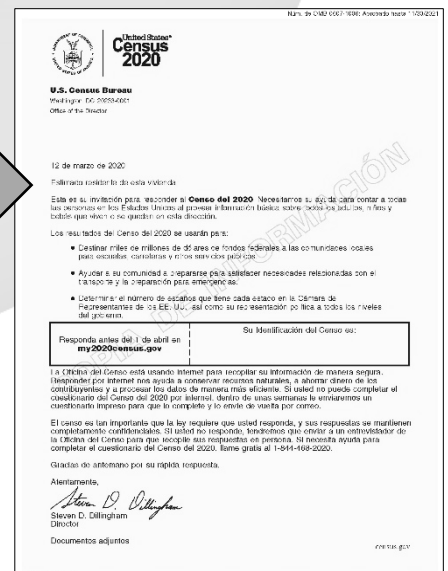 Núm. de OMB 0607-1006: Aprobado hasta 11/30/2021
United States®
Census
2020
U.S. Census Bureau
Washington, DC 20233-0001
Office of the Director
12 de marzo de 2020
Estimado residente de esta vivienda:
Esta es su invitación para responder al Censo del 2020. Necesitamos su ayuda para contar a todas
las personas en los Estados Unidos al proveer información básica sobre todos los adultos, niños y
bebés que viven o se quedan en esta dirección.
Los resultados del Censo del 2020 se usarán para:
• Destinar miles de millones de dólares de fondos federales a las comunidades locales
para escuelas, carreteras y otros servicios públicos.
• Ayudar a su comunidad a prepararse para satisfacer necesidades relacionadas con el
transporte y la preparación para emergencias.
• Determinar el número de escaños que tiene cada estado en la Cámara de
Representantes de los EE. UU., así como su representación política a todos los niveles
del gobierno.
Responda antes del 1 de abril en
my2020census.gov
Su Identificación del Censo es:
La Oficina del Censo está usando internet para recopilar su información de manera segura.
Responder por internet nos ayuda a conservar recursos naturales, a ahorrar dinero de los
contribuyentes y a procesar los datos de manera más eficiente. Si usted no puede completar el
cuestionario del Censo del 2020 por internet, dentro de unas semanas le enviaremos un
cuestionario impreso para que lo complete y lo envíe de vuelta por correo.
El censo es tan importante que la ley requiere que usted responda, y sus respuestas se mantienen
completamente confidenciales. Si usted no responde, tendremos que enviar a un entrevistador de
la Oficina del Censo para que recopile sus respuestas en persona. Si necesita ayuda para
completar el cuestionario del Censo del 2020, llame gratis al 1-844-468-2020.
Gracias de antemano por su rápida respuesta.
Atentamente,
Steven D. Dillingham
Steven D. Dillingham
Director
Documentos adjuntos
census.gov
COPIA DE INFORMACIÓN